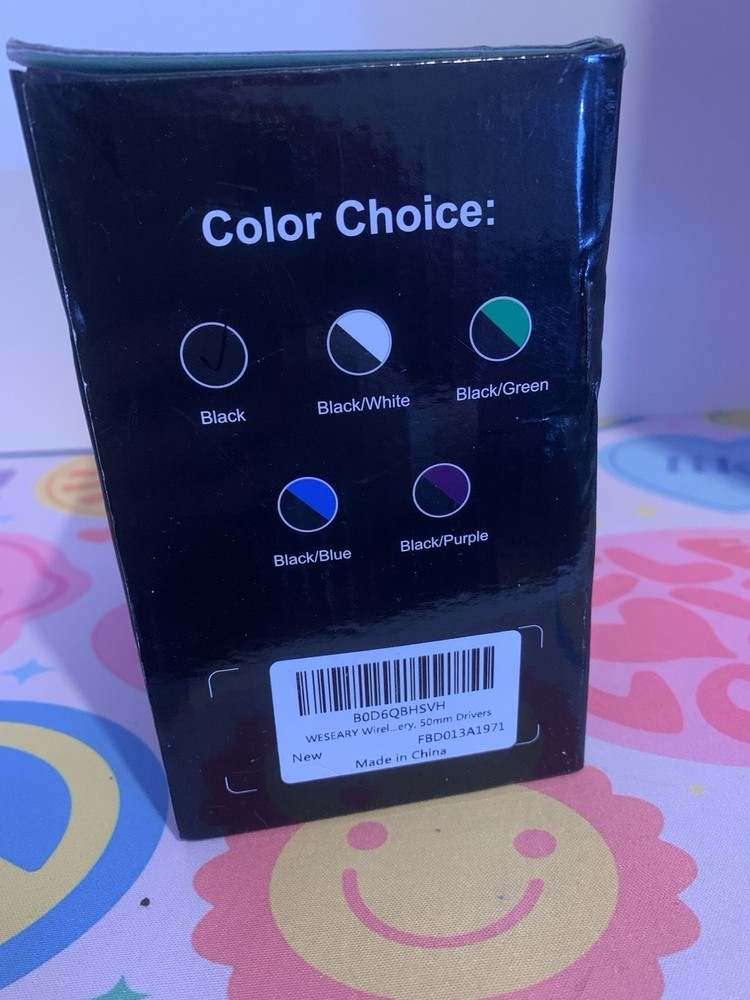 Color Choice:
Black
Black/White
Black/Green
Black/Blue
Black/Purple
B0D6QBHSVH
WESEARY Wirel...ery, 50mm Drivers
FBD013A1971
New
Made in China